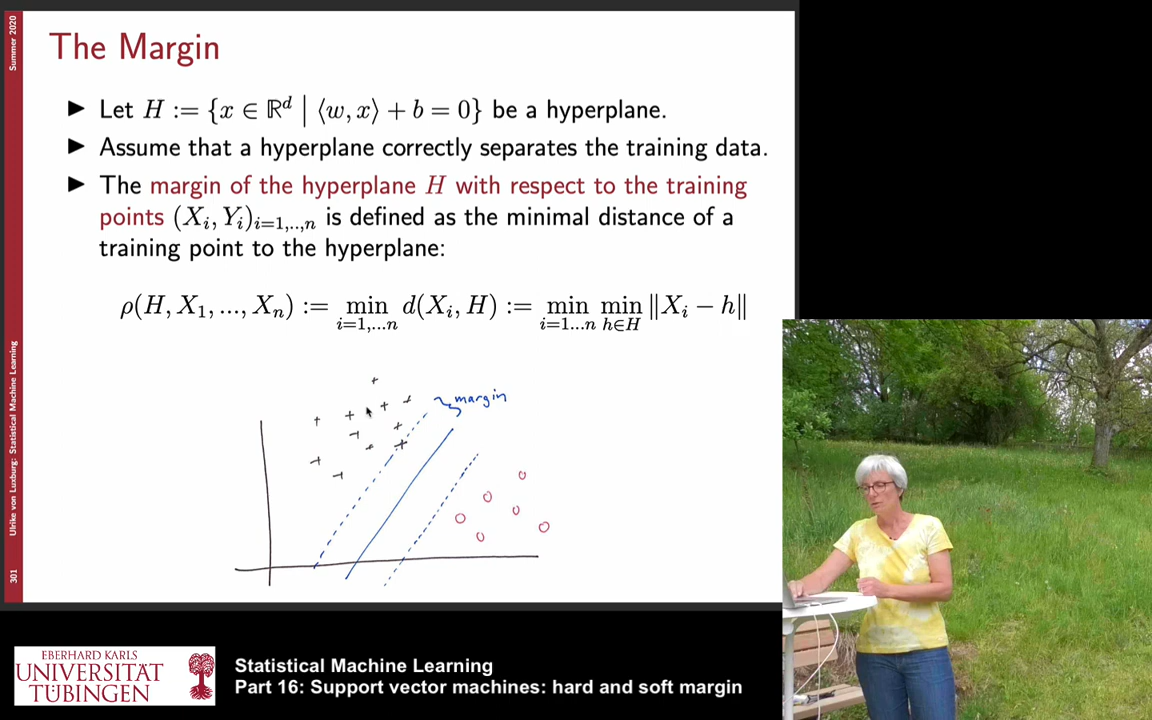 Summer 2020
The Margin
► Let H := {x ∈ ℝᵈ | ⟨w, x⟩ + b = 0} be a hyperplane.
► Assume that a hyperplane correctly separates the training data.
► The margin of the hyperplane H with respect to the training
points (Xᵢ, Yᵢ)ᵢ₌₁,..,ₙ is defined as the minimal distance of a
training point to the hyperplane:
ρ(H, X₁, ..., Xₙ) := min_{i=1,...n} d(Xᵢ, H) := min_{i=1...n} min_{h∈H} ‖Xᵢ − h‖
margin
Ulrike von Luxburg: Statistical Machine Learning
301
EBERHARD KARLS
UNIVERSITÄT
TÜBINGEN
Statistical Machine Learning
Part 16: Support vector machines: hard and soft margin